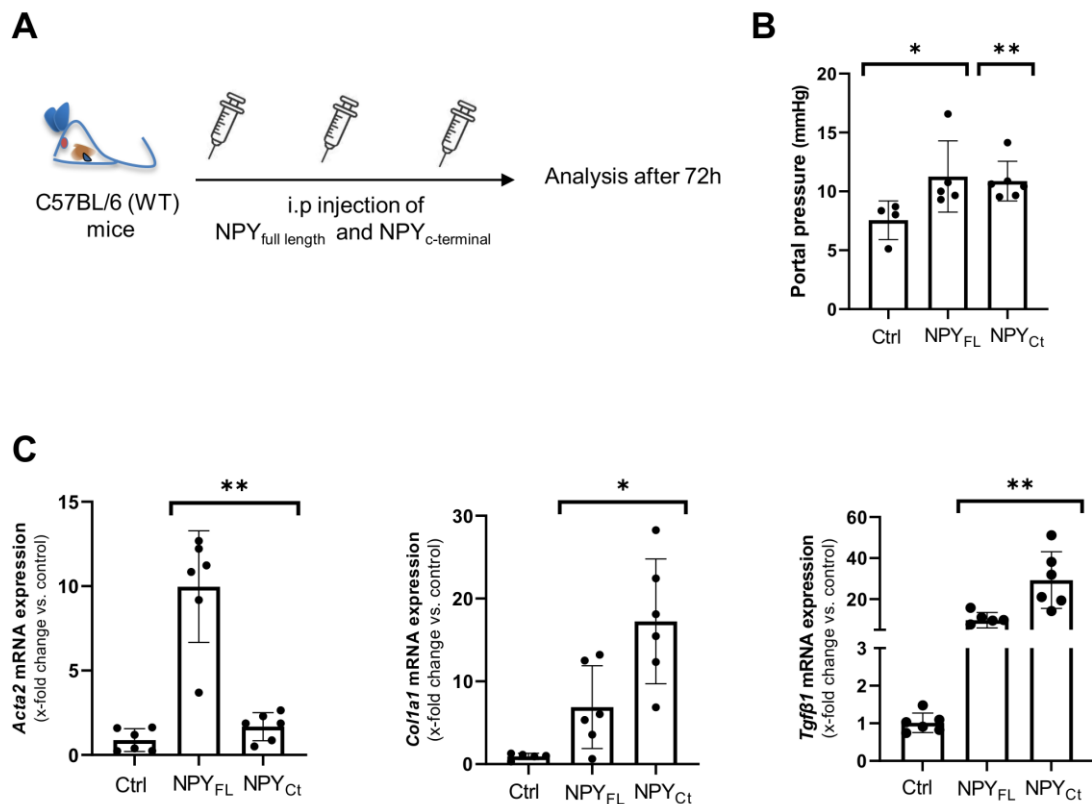 A
C57BL/6 (WT)
mice
i.p injection of
NPYfull length and NPYc-terminal
Analysis after 72h
B
Portal pressure (mmHg)
20
15
10
5
0
*
**
Ctrl
NPYFL
NPYCt
C
Acta2 mRNA expression
(x-fold change vs. control)
15
10
5
0
**
Ctrl
NPYFL
NPYCt
Col1a1 mRNA expression
(x-fold change vs. control)
30
20
10
0
*
Ctrl
NPYFL
NPYCt
Tgfβ1 mRNA expression
(x-fold change vs. control)
60
40
20
3
2
1
0
**
Ctrl
NPYFL
NPYCt